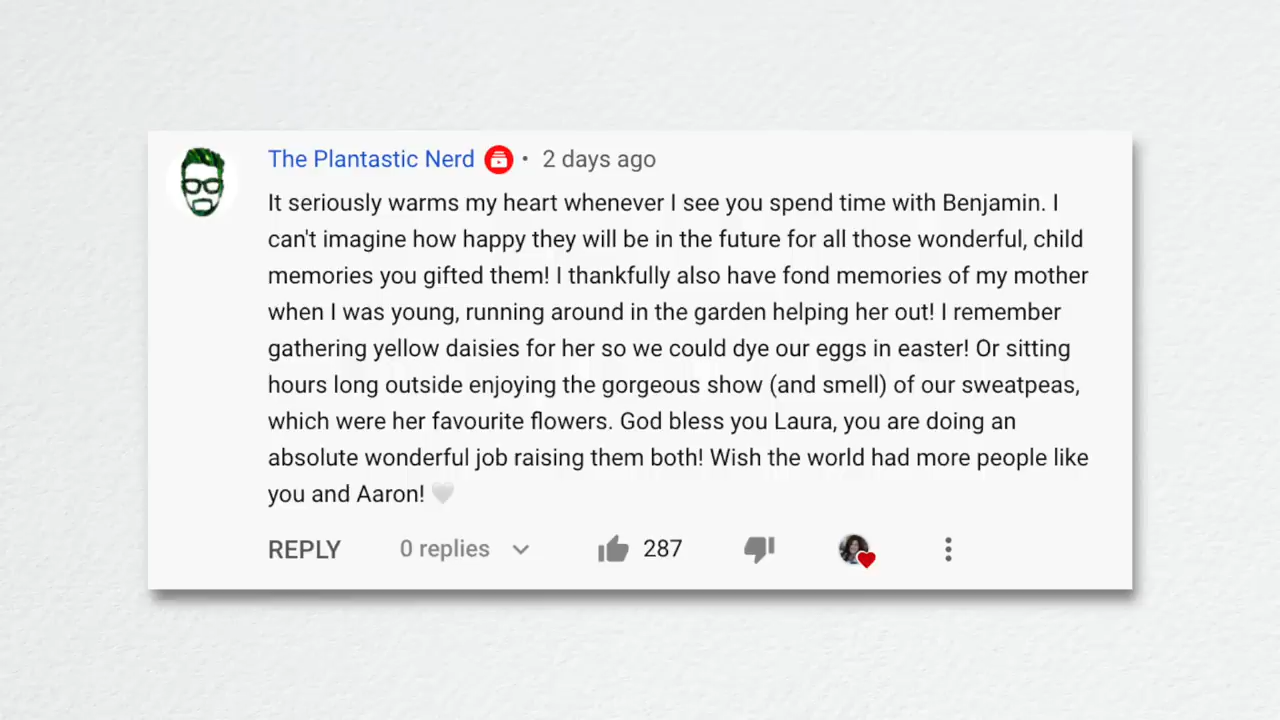 The Plantastic Nerd • 2 days ago
It seriously warms my heart whenever I see you spend time with Benjamin. I
can't imagine how happy they will be in the future for all those wonderful, child
memories you gifted them! I thankfully also have fond memories of my mother
when I was young, running around in the garden helping her out! I remember
gathering yellow daisies for her so we could dye our eggs in easter! Or sitting
hours long outside enjoying the gorgeous show (and smell) of our sweatpeas,
which were her favourite flowers. God bless you Laura, you are doing an
absolute wonderful job raising them both! Wish the world had more people like
you and Aaron! 🤍
REPLY 0 replies 287